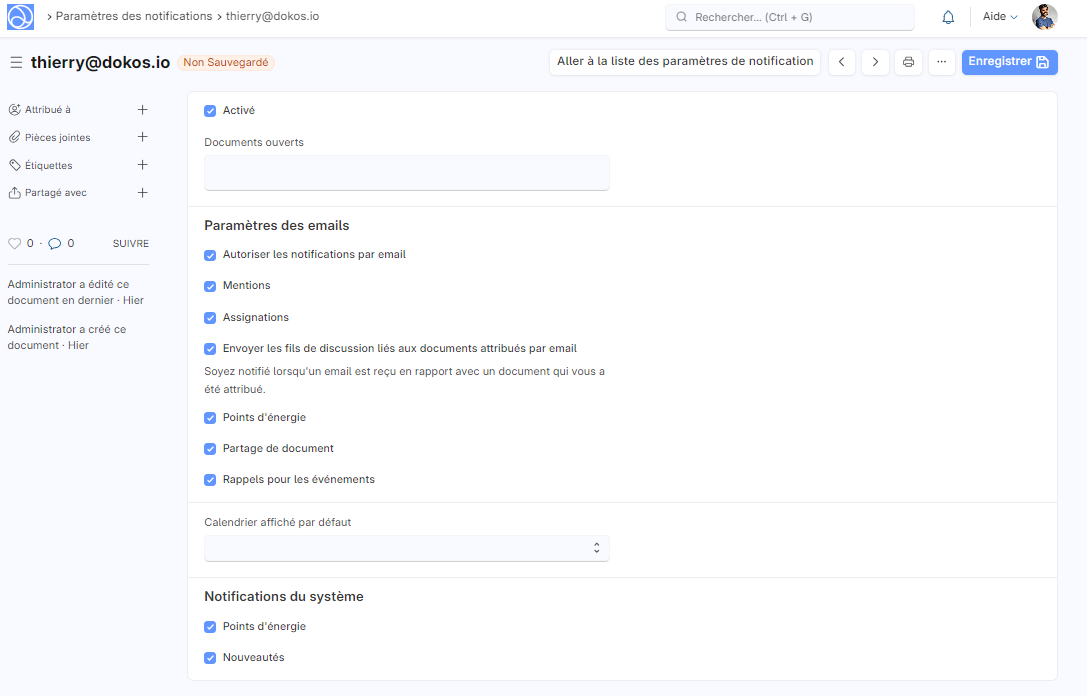 Paramètres des notifications
thierry@dokos.io
Rechercher... (Ctrl + G)
Aide
thierry@dokos.io
Non Sauvegardé
Aller à la liste des paramètres de notification
Enregistrer
Attribué à
Pièces jointes
Étiquettes
Partagé avec
0 · 0
SUIVRE
Administrator a édité ce
document en dernier · Hier
Administrator a créé ce
document · Hier
Activé
Documents ouverts
Paramètres des emails
Autoriser les notifications par email
Mentions
Assignations
Envoyer les fils de discussion liés aux documents attribués par email
Soyez notifié lorsqu'un email est reçu en rapport avec un document qui vous a
été attribué.
Points d'énergie
Partage de document
Rappels pour les événements
Calendrier affiché par défaut
Notifications du système
Points d'énergie
Nouveautés